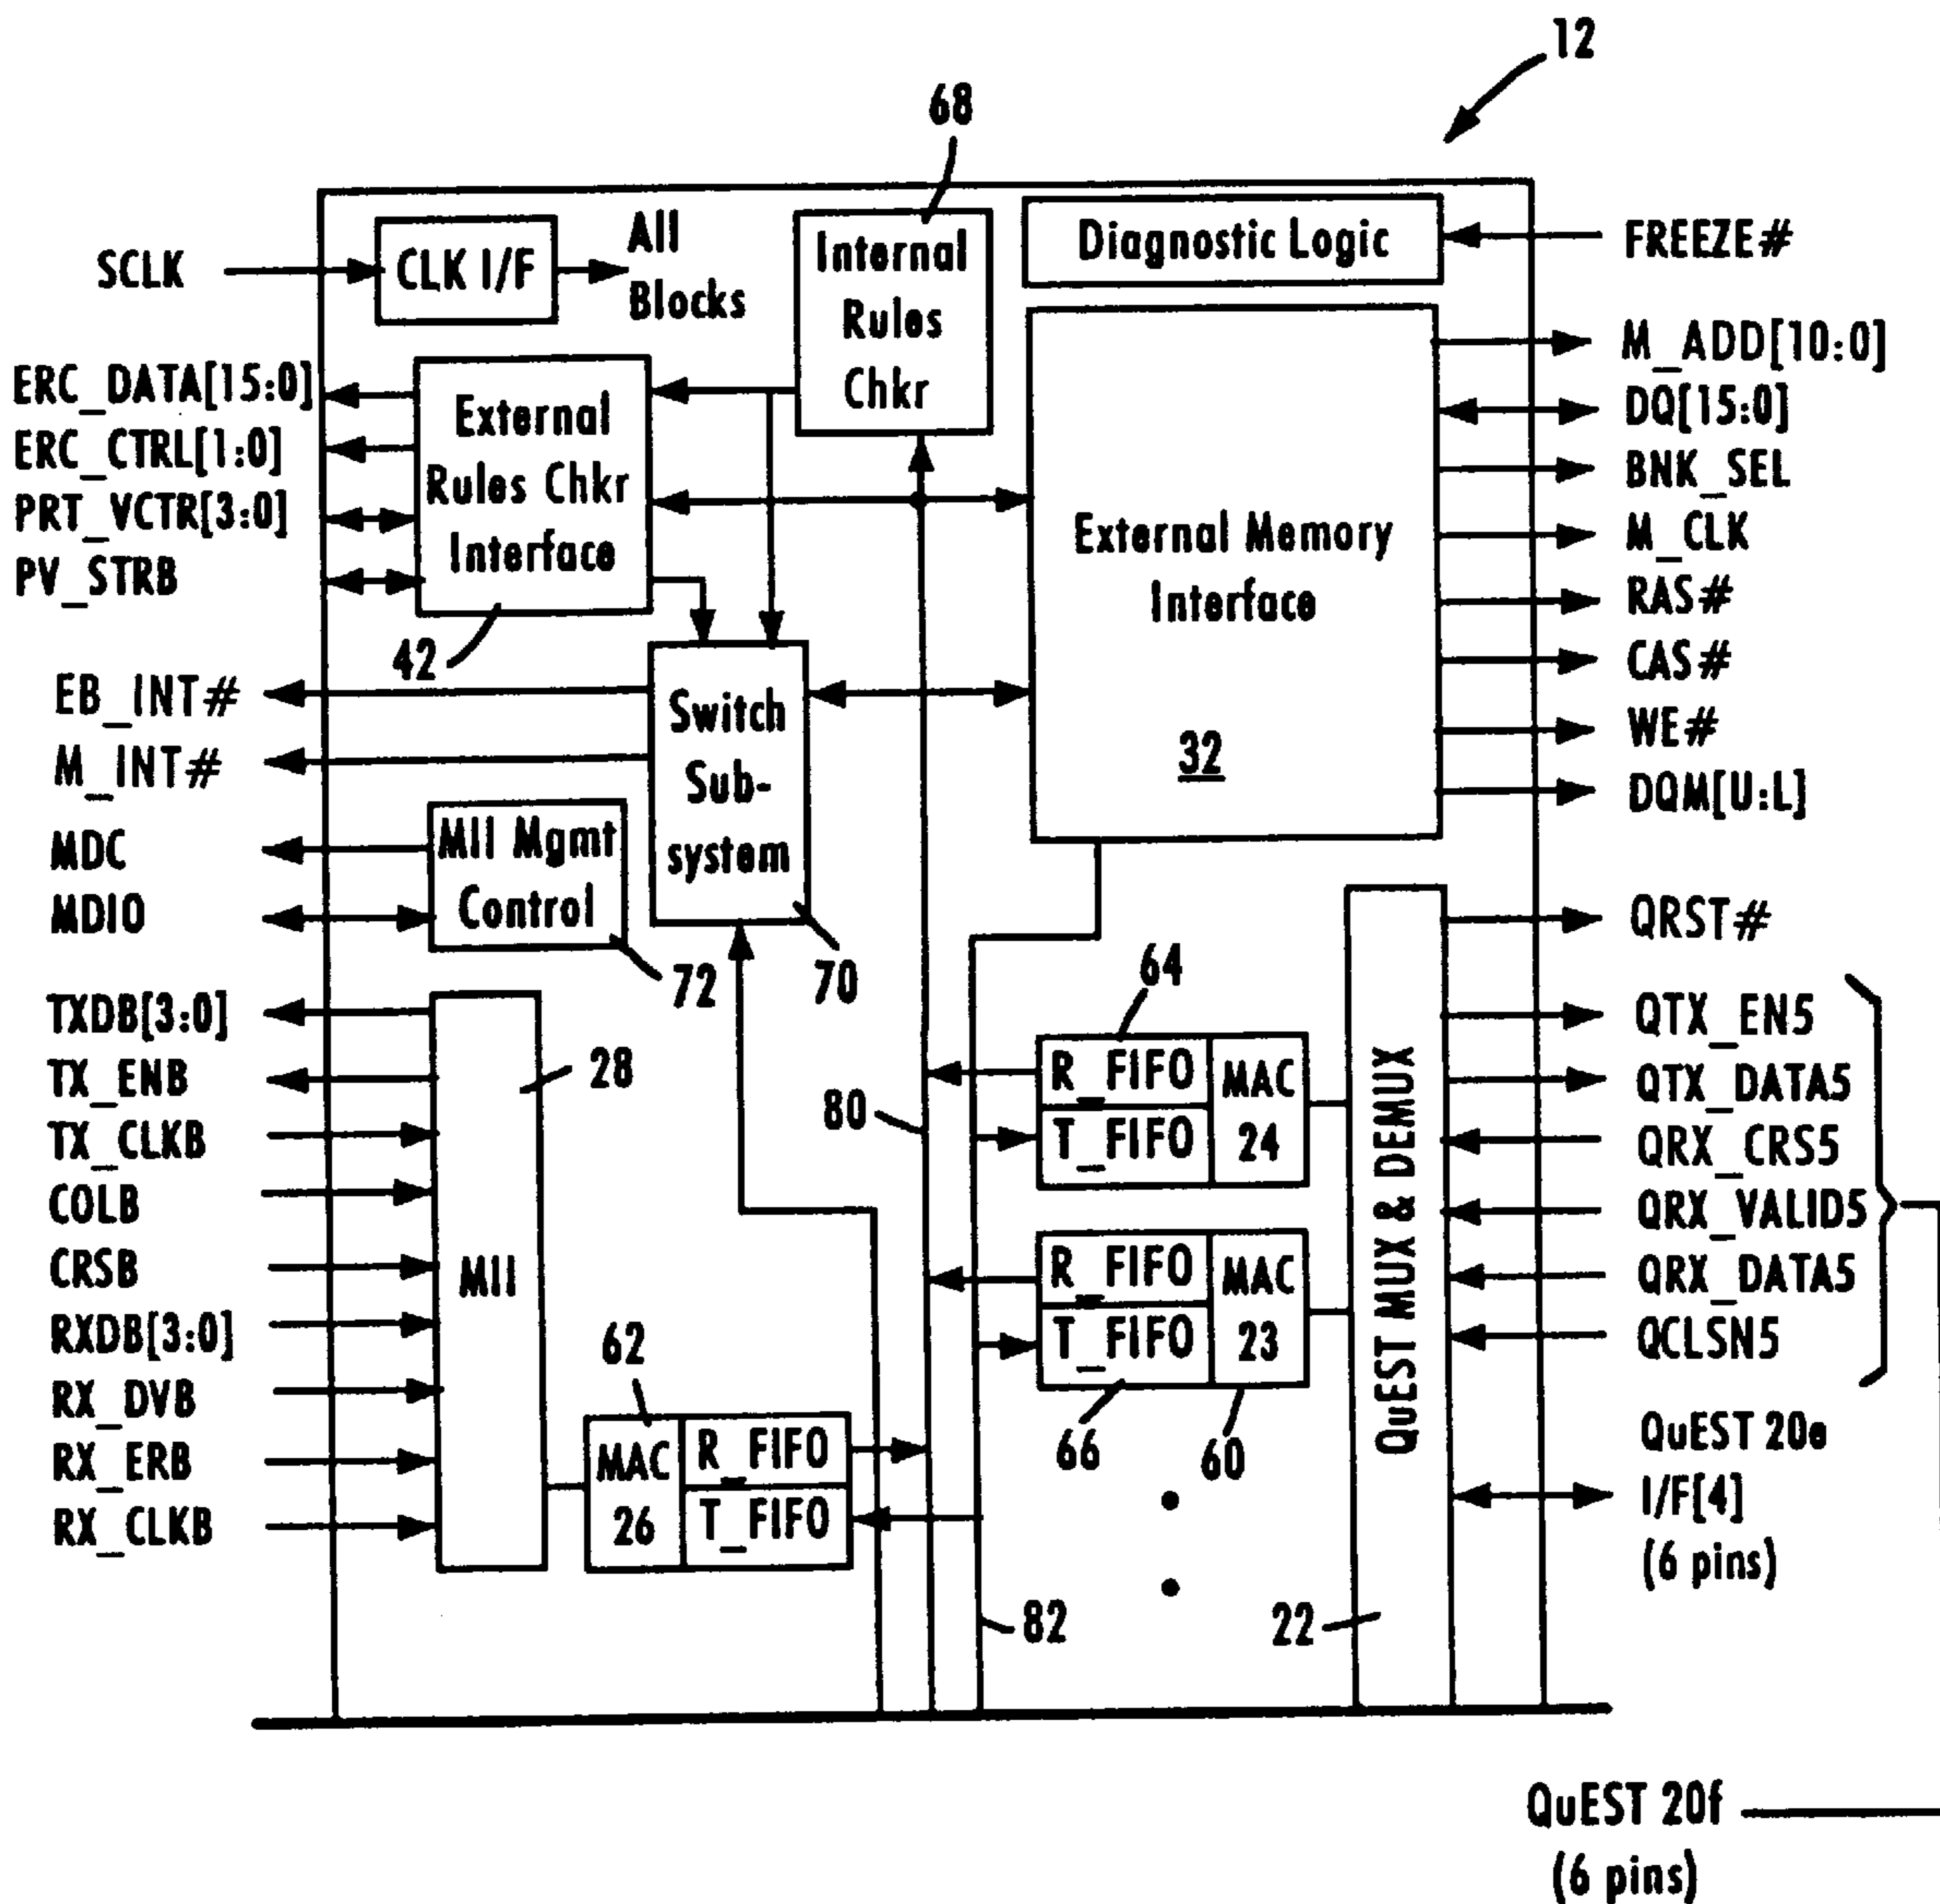 12
68
SCLK
CLK I/F
All
Blocks
Internal
Rules
Chkr
Diagnostic Logic
FREEZE#
ERC_DATA[15:0]
ERC_CTRL[1:0]
PRT_VCTR[3:0]
PV_STRB
External
Rules Chkr
Interface
42
External Memory
Interface
32
M_ADD[10:0]
DQ[15:0]
BNK_SEL
M_CLK
RAS#
CAS#
WE#
DQM[U:L]
EB_INT#
M_INT#
Switch
Sub-
system
70
MDC
MDIO
MII Mgmt
Control
72
QRST#
TXDB[3:0]
TX_ENB
TX_CLKB
COLB
CRSB
RXDB[3:0]
RX_DVB
RX_ERB
RX_CLKB
MII
28
62
MAC
26
R_FIFO
T_FIFO
80
82
64
R_FIFO
T_FIFO
MAC
24
R_FIFO
T_FIFO
MAC
23
66
60
QuEST MUX & DEMUX
22
QTX_EN5
QTX_DATA5
QRX_CRS5
QRX_VALID5
QRX_DATA5
QCLSN5
QuEST 20e
I/F[4]
(6 pins)
QuEST 20f
(6 pins)